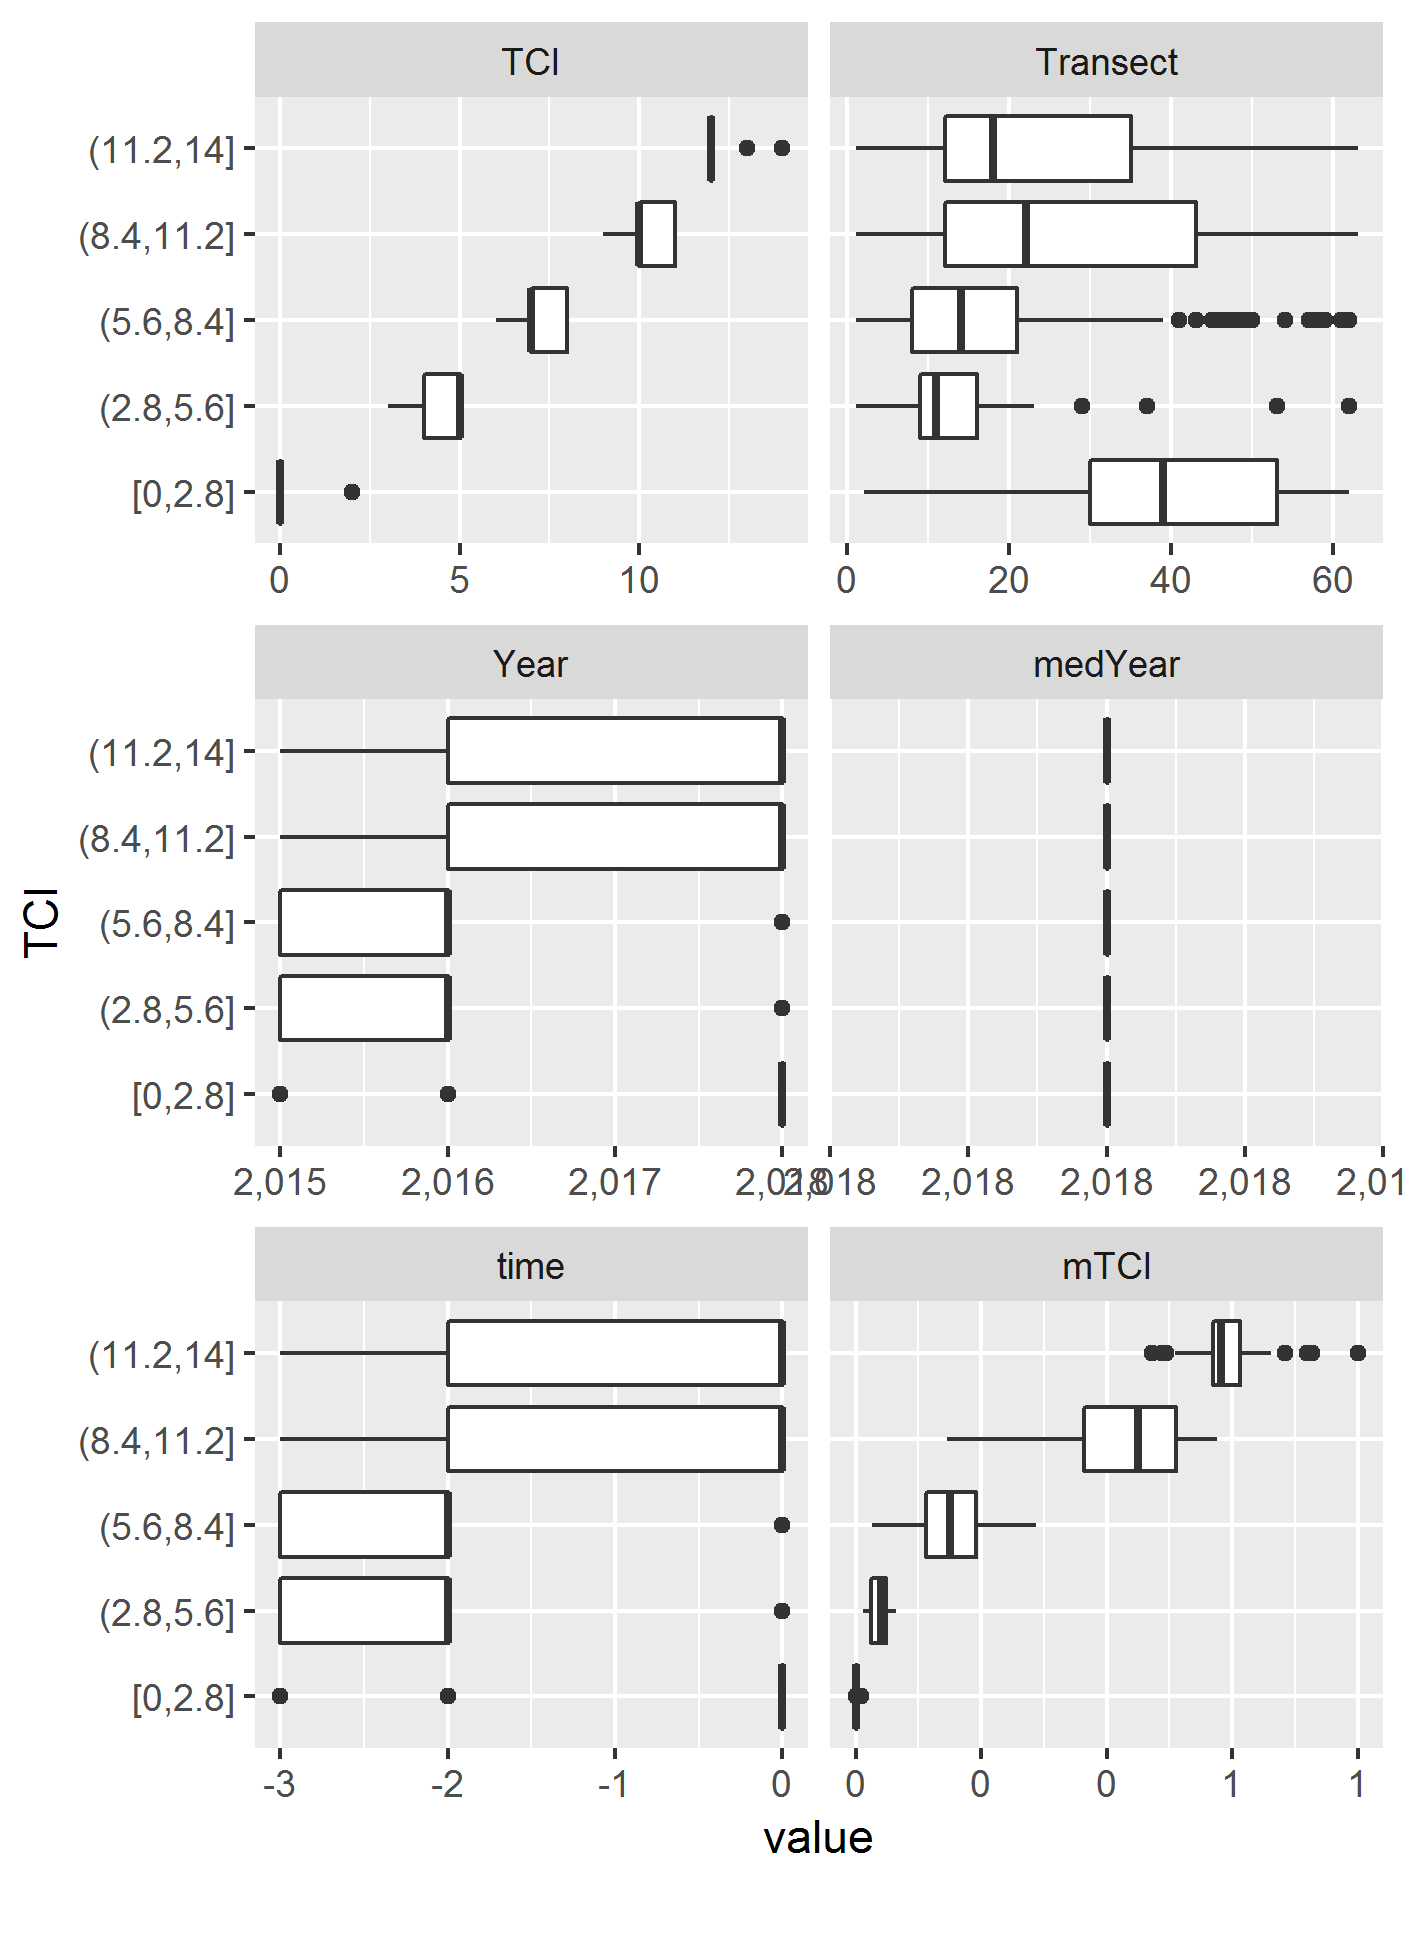 TCI Transect
(11.2,14]
(8.4,11.2]
(5.6,8.4]
(2.8,5.6]
[0,2.8]
0 5 10 0 20 40 60
Year medYear
(11.2,14]
(8.4,11.2]
(5.6,8.4]
(2.8,5.6]
[0,2.8]
2,015 2,016 2,017 2,018 2,018 2,018 2,018 2,018 2,01
TCI
time mTCI
(11.2,14]
(8.4,11.2]
(5.6,8.4]
(2.8,5.6]
[0,2.8]
-3 -2 -1 0 0 0 0 1 1
value